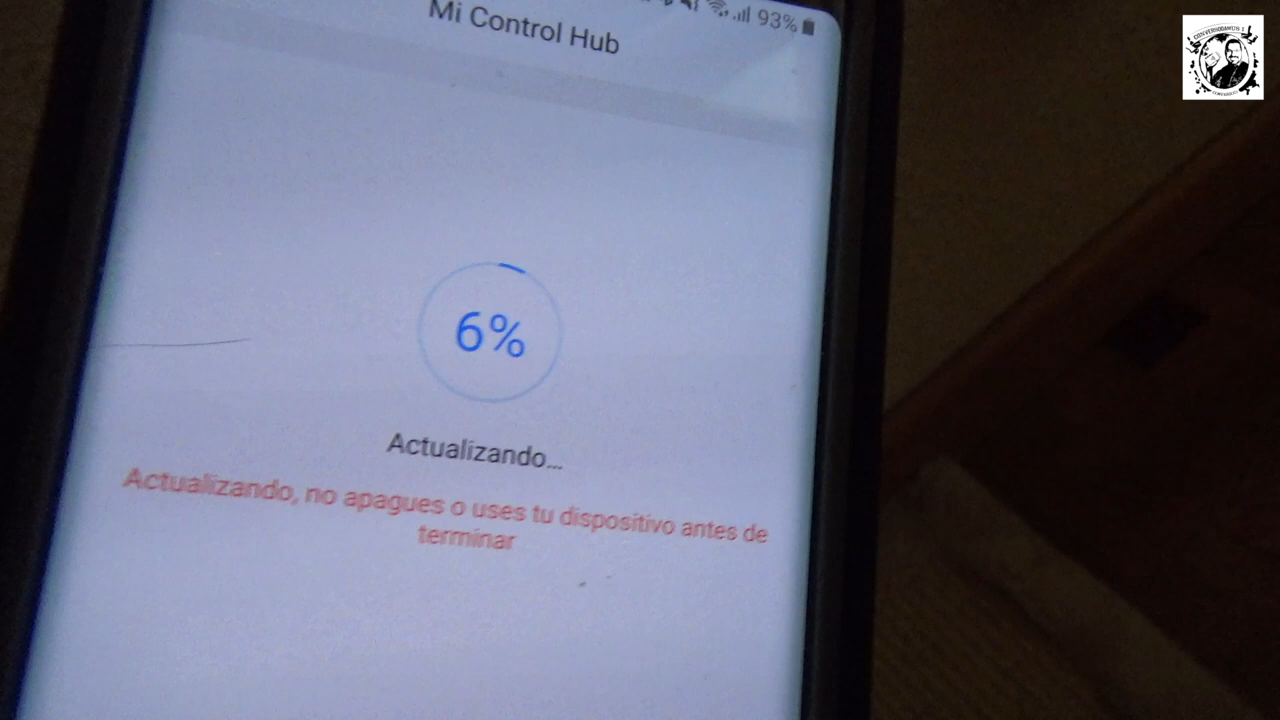 93%
Mi Control Hub
6%
Actualizando...
Actualizando, no apagues o uses tu dispositivo antes de
terminar